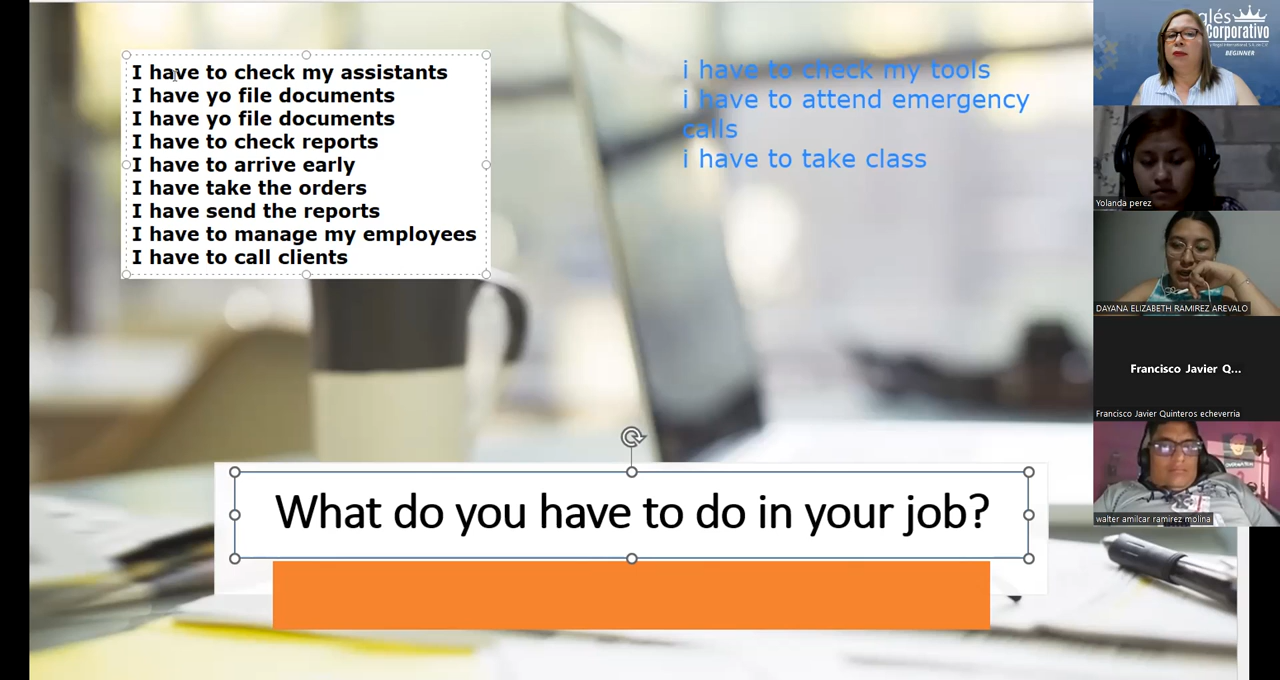 I have to check my assistants
I have yo file documents
I have yo file documents
I have to check reports
I have to arrive early
I have take the orders
I have send the reports
I have to manage my employees
I have to call clients
i have to check my tools
i have to attend emergency
calls
i have to take class
What do you have to do in your job?
glés
Corporativo
BEGINNER
Yolanda perez
DAYANA ELIZABETH RAMIREZ AREVALO
Francisco Javier Q...
Francisco Javier Quinteros echeverria
walter amilcar ramirez molina